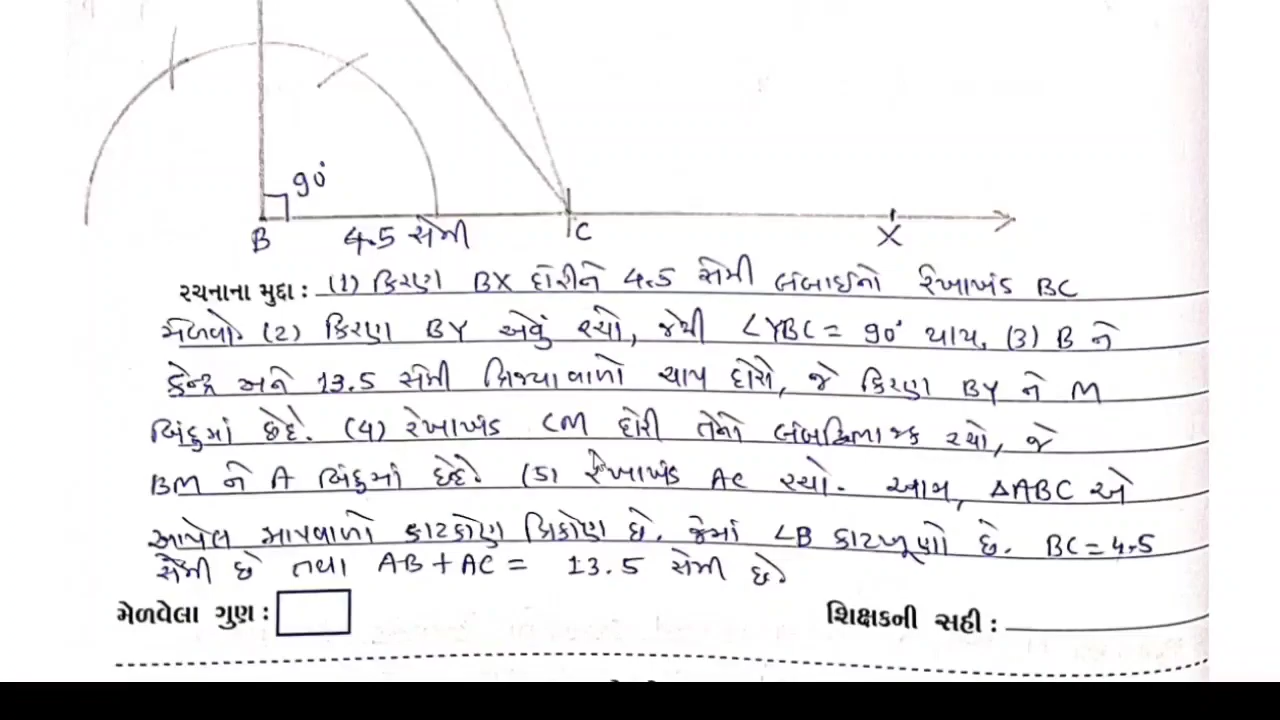 90°
B 4.5 સેમી C X
રચનાના મુદ્દા : (1) કિરણ BX દોરીને 4.5 સેમી લંબાઈનો રેખાખંડ BC
મેળવો. (2) કિરણ BY એવું રચો, જેથી ∠YBC = 90° થાય. (3) B ને
કેન્દ્ર અને 13.5 સેમી ત્રિજ્યાવાળો ચાપ દોરો, જે કિરણ BY ને M
બિંદુમાં છેદે. (4) રેખાખંડ CM દોરી તેનો લંબદ્વિભાજક રચો, જે
BM ને A બિંદુમાં છેદે. (5) રેખાખંડ AC રચો. આમ, △ABC એ
આપેલ માપવાળો કાટકોણ ત્રિકોણ છે. જેમાં ∠B કાટખૂણો છે. BC = 4.5
સેમી છે તથા AB + AC = 13.5 સેમી છે.
મેળવેલા ગુણ : શિક્ષકની સહી :